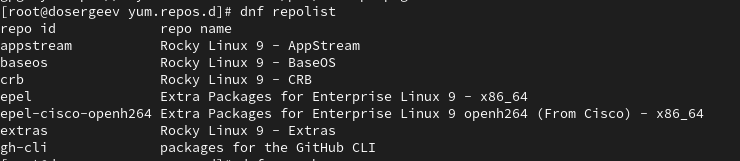 [root@dosergeev yum.repos.d]# dnf repolist
repo id repo name
appstream Rocky Linux 9 - AppStream
baseos Rocky Linux 9 - BaseOS
crb Rocky Linux 9 - CRB
epel Extra Packages for Enterprise Linux 9 - x86_64
epel-cisco-openh264 Extra Packages for Enterprise Linux 9 openh264 (From Cisco) - x86_64
extras Rocky Linux 9 - Extras
gh-cli packages for the GitHub CLI